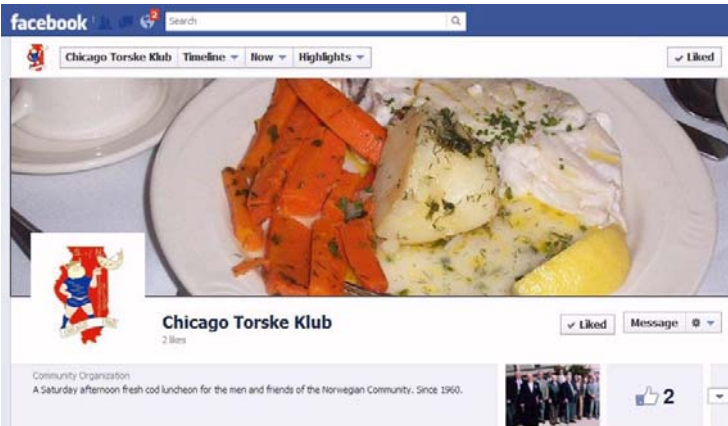 facebook 2 Search
Chicago Torske Klub Timeline Now Highlights Liked
Chicago Torske Klub
2 likes
Liked Message
Community Organization
A Saturday afternoon fresh cod luncheon for the men and friends of the Norwegian Community. Since 1960.
2